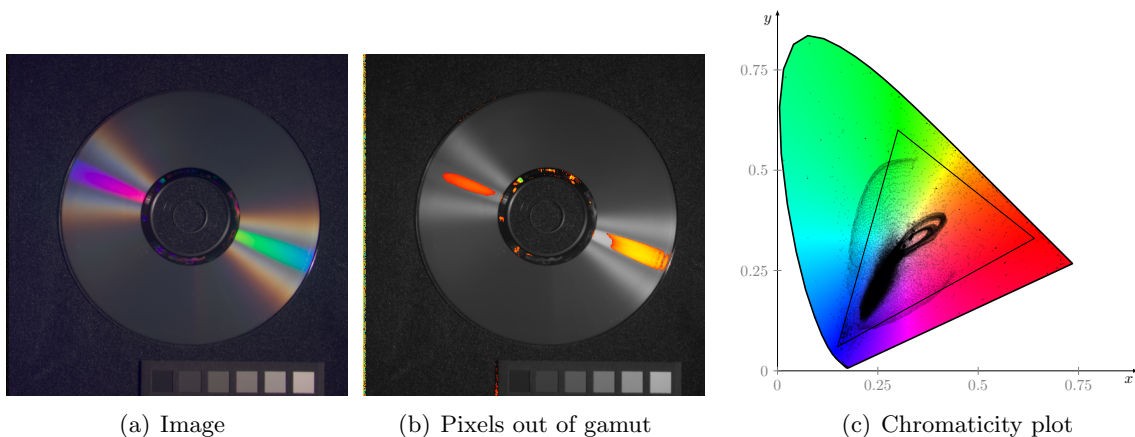 y
0.75
0.5
0.25
0
0 0.25 0.5 0.75 x
(a) Image
(b) Pixels out of gamut
(c) Chromaticity plot